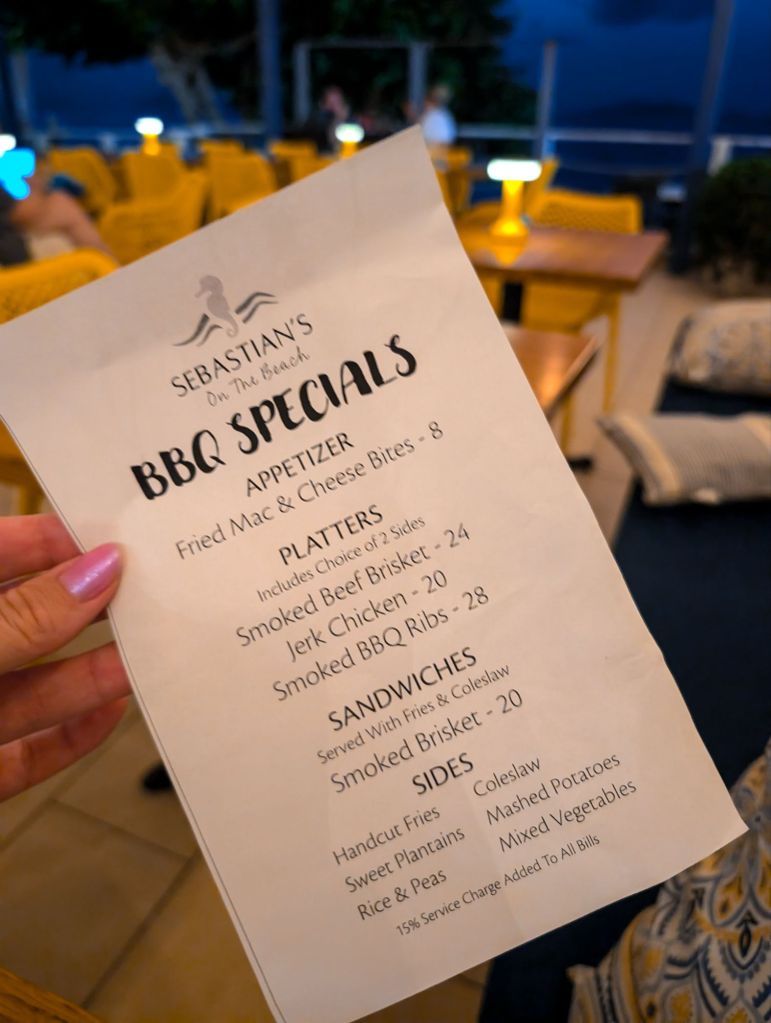 SEBASTIAN'S
On The Beach
BBQ SPECIALS
APPETIZER
Fried Mac & Cheese Bites - 8
PLATTERS
Includes Choice of 2 Sides
Smoked Beef Brisket - 24
Jerk Chicken - 20
Smoked BBQ Ribs - 28
SANDWICHES
Served With Fries & Coleslaw
Smoked Brisket - 20
SIDES
Handcut Fries
Sweet Plantains
Rice & Peas
Coleslaw
Mashed Potatoes
Mixed Vegetables
15% Service Charge Added To All Bills